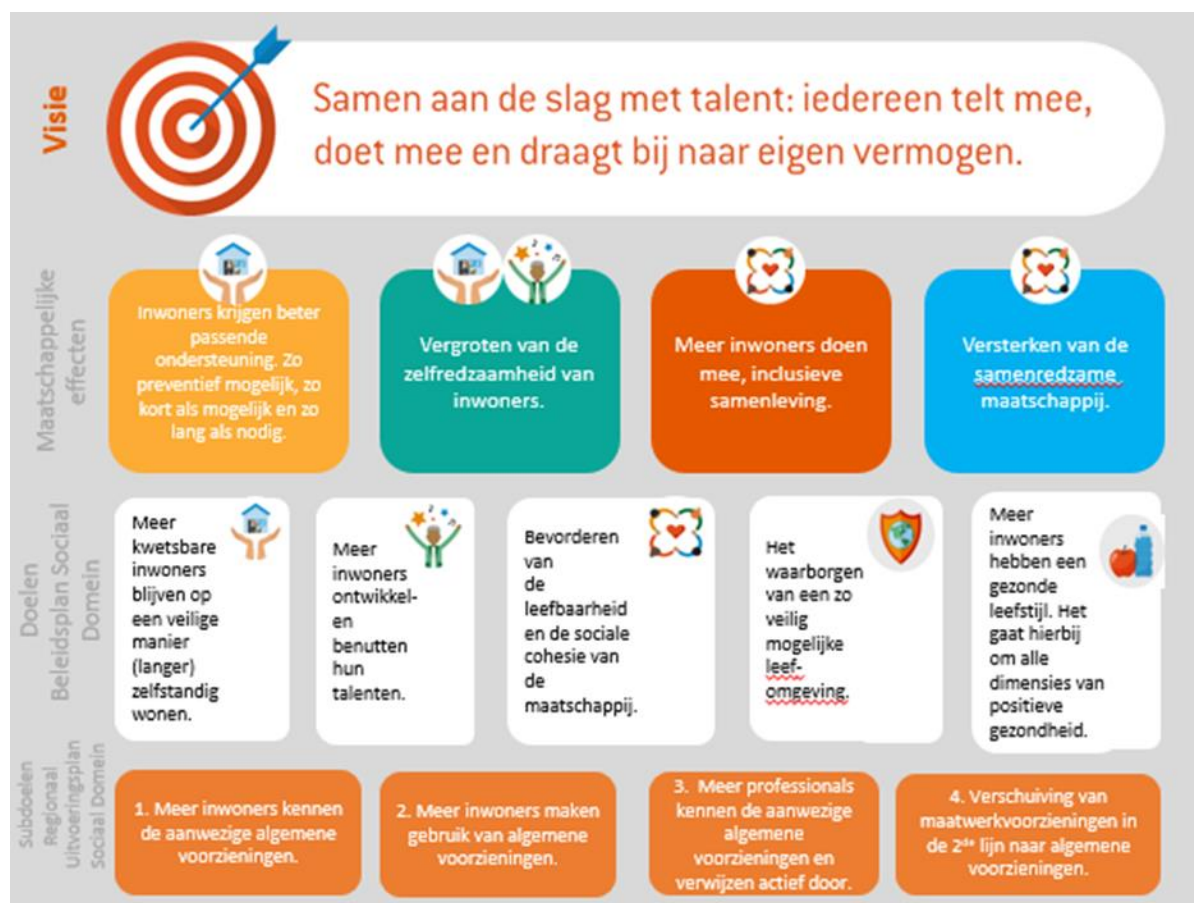 Visie
Samen aan de slag met talent: iedereen telt mee,
doet mee en draagt bij naar eigen vermogen.
Maatschappelijke
effecten
Inwoners krijgen beter
passende
ondersteuning. Zo
preventief mogelijk, zo
kort als mogelijk en zo
lang als nodig.
Vergroten van de
zelfredzaamheid van
inwoners.
Meer inwoners doen
mee, inclusieve
samenleving.
Versterken van de
samenredzame
maatschappij.
Doelen
Beleidsplan Sociaal
Domein
Meer
kwetsbare
inwoners
blijven op
een veilige
manier
(langer)
zelfstandig
wonen.
Meer
inwoners
ontwikkel-
en
benutten
hun
talenten.
Bevorderen
van
de
leefbaarheid
en de sociale
cohesie van
de
maatschappij.
Het
waarborgen
van een zo
veilig
mogelijke
leef-
omgeving.
Meer
inwoners
hebben een
gezonde
leefstijl. Het
gaat hierbij
om alle
dimensies van
positieve
gezondheid.
Subdoelen
Regionaal
Uitvoeringsplan
Sociaal Domein
1. Meer inwoners kennen
de aanwezige algemene
voorzieningen.
2. Meer inwoners maken
gebruik van algemene
voorzieningen.
3. Meer professionals
kennen de aanwezige
algemene
voorzieningen en
verwijzen actief door.
4. Verschuiving van
maatwerkvoorzieningen in
de 2de lijn naar algemene
voorzieningen.